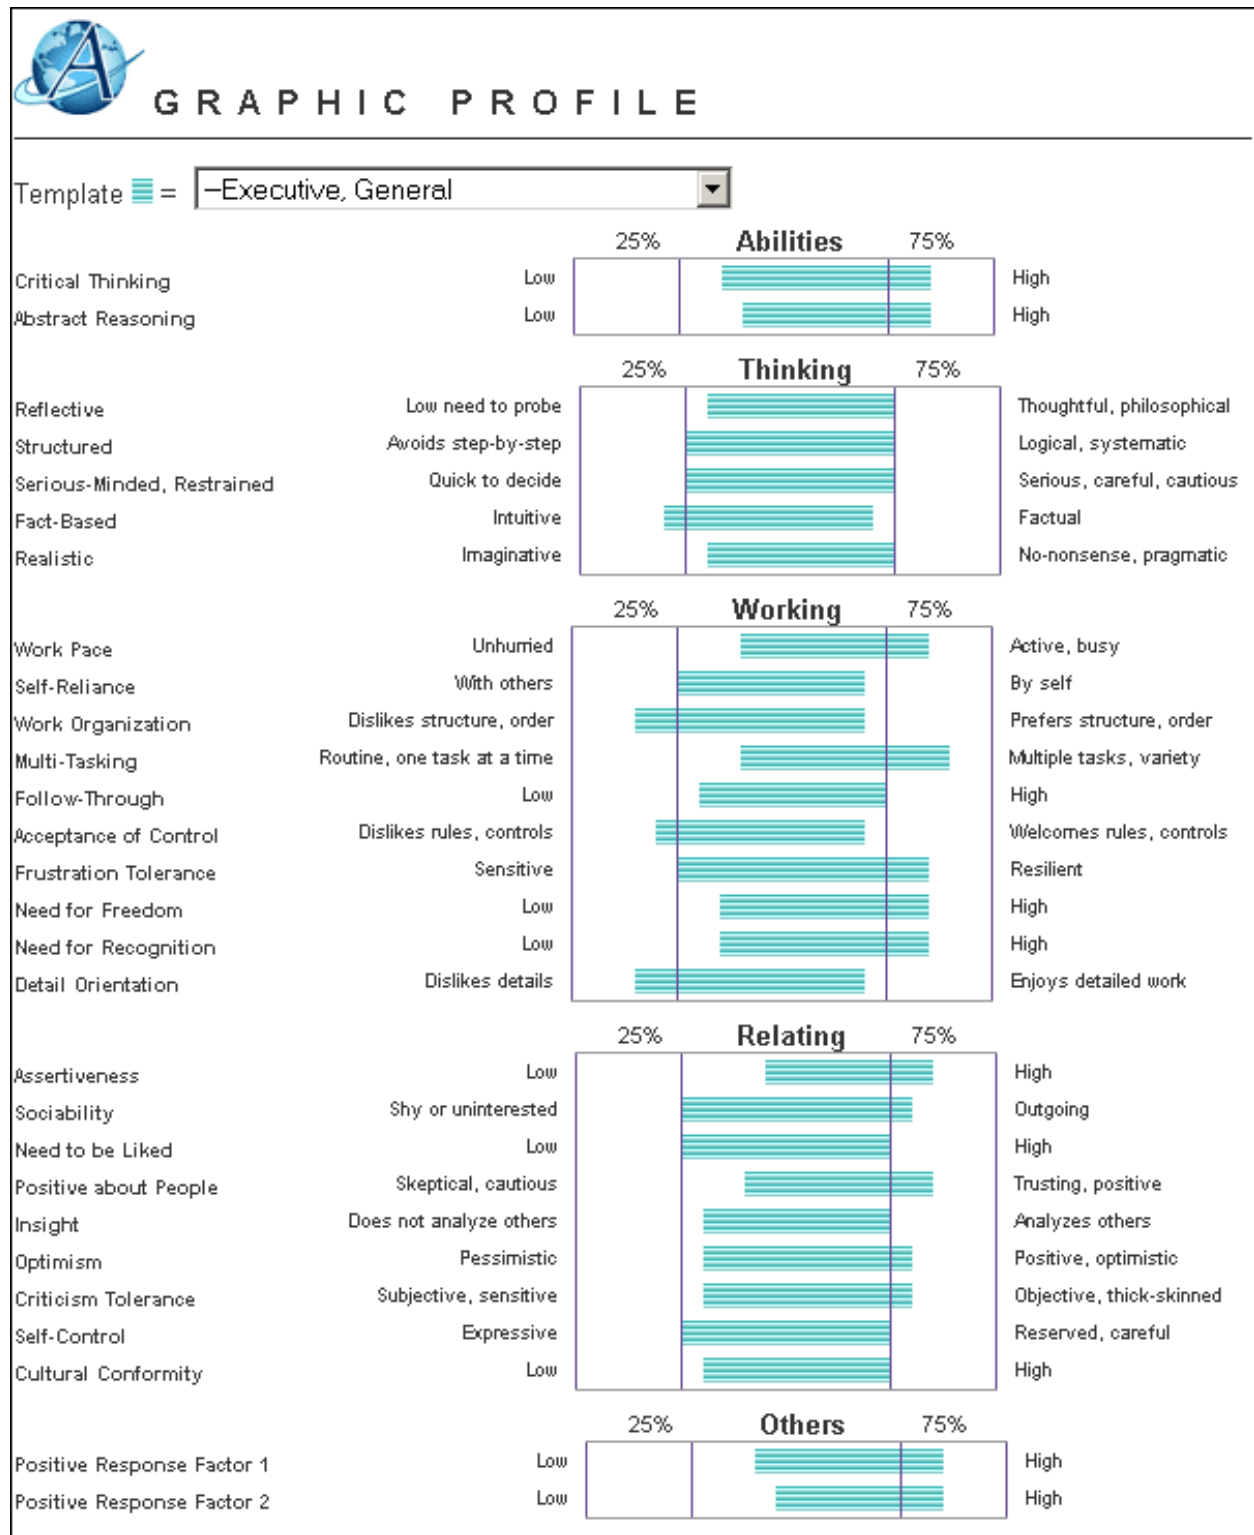 A
GRAPHIC PROFILE
Template = –Executive, General
25% Abilities 75%
Critical Thinking Low High
Abstract Reasoning Low High
25% Thinking 75%
Reflective Low need to probe Thoughtful, philosophical
Structured Avoids step-by-step Logical, systematic
Serious-Minded, Restrained Quick to decide Serious, careful, cautious
Fact-Based Intuitive Factual
Realistic Imaginative No-nonsense, pragmatic
25% Working 75%
Work Pace Unhurried Active, busy
Self-Reliance With others By self
Work Organization Dislikes structure, order Prefers structure, order
Multi-Tasking Routine, one task at a time Multiple tasks, variety
Follow-Through Low High
Acceptance of Control Dislikes rules, controls Welcomes rules, controls
Frustration Tolerance Sensitive Resilient
Need for Freedom Low High
Need for Recognition Low High
Detail Orientation Dislikes details Enjoys detailed work
25% Relating 75%
Assertiveness Low High
Sociability Shy or uninterested Outgoing
Need to be Liked Low High
Positive about People Skeptical, cautious Trusting, positive
Insight Does not analyze others Analyzes others
Optimism Pessimistic Positive, optimistic
Criticism Tolerance Subjective, sensitive Objective, thick-skinned
Self-Control Expressive Reserved, careful
Cultural Conformity Low High
25% Others 75%
Positive Response Factor 1 Low High
Positive Response Factor 2 Low High